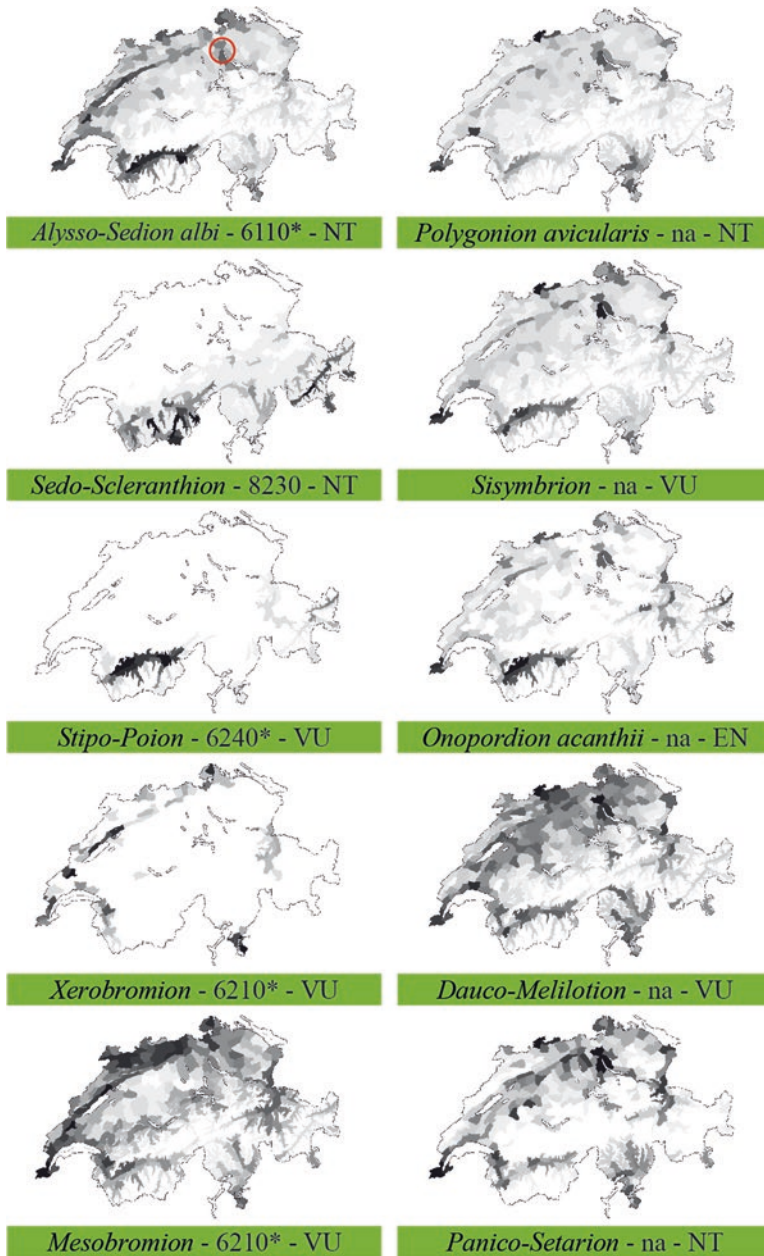 Alysso-Sedion albi - 6110* - NT
Polygonion avicularis - na - NT
Sedo-Scleranthion - 8230 - NT
Sisymbrion - na - VU
Stipo-Poion - 6240* - VU
Onopordion acanthii - na - EN
Xerobromion - 6210* - VU
Dauco-Melilotion - na - VU
Mesobromion - 6210* - VU
Panico-Setarion - na - NT